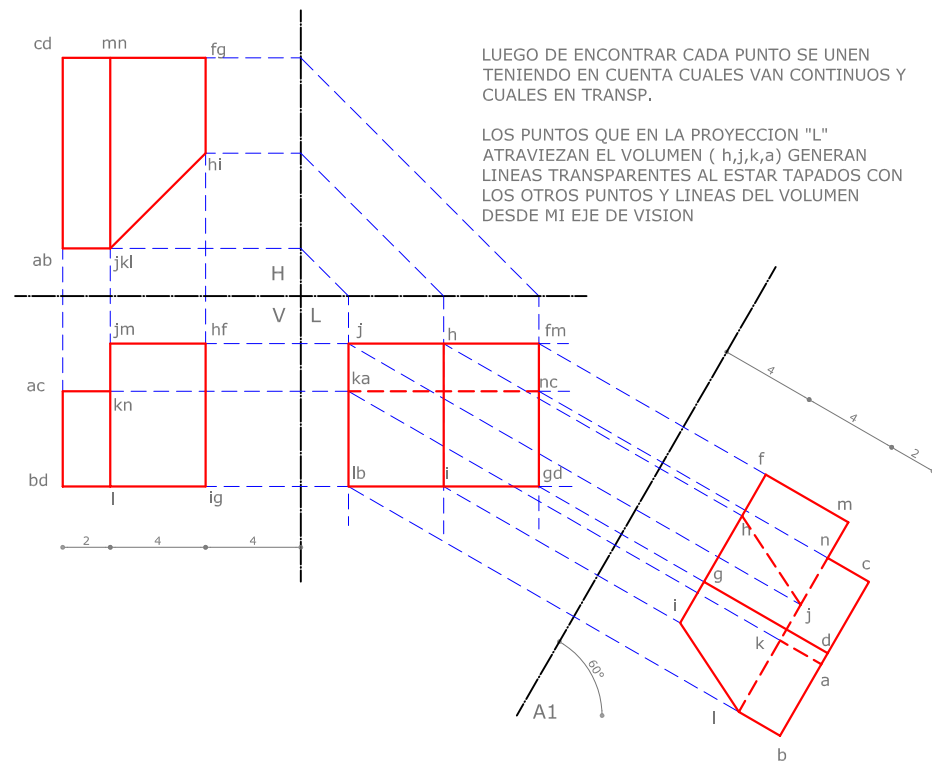 cd
mn
fg
LUEGO DE ENCONTRAR CADA PUNTO SE UNEN
TENIENDO EN CUENTA CUALES VAN CONTINUOS Y
CUALES EN TRANSP.
LOS PUNTOS QUE EN LA PROYECCION "L"
ATRAVIEZAN EL VOLUMEN ( h,j,k,a) GENERAN
LINEAS TRANSPARENTES AL ESTAR TAPADOS CON
LOS OTROS PUNTOS Y LINEAS DEL VOLUMEN
DESDE MI EJE DE VISION
hi
ab
jkl
H
V
L
jm
hf
j
h
fm
ac
kn
ka
nc
bd
l
ig
lb
i
gd
2
4
4
4
4
2
f
m
h
n
c
g
i
j
k
d
a
l
b
60º
A1